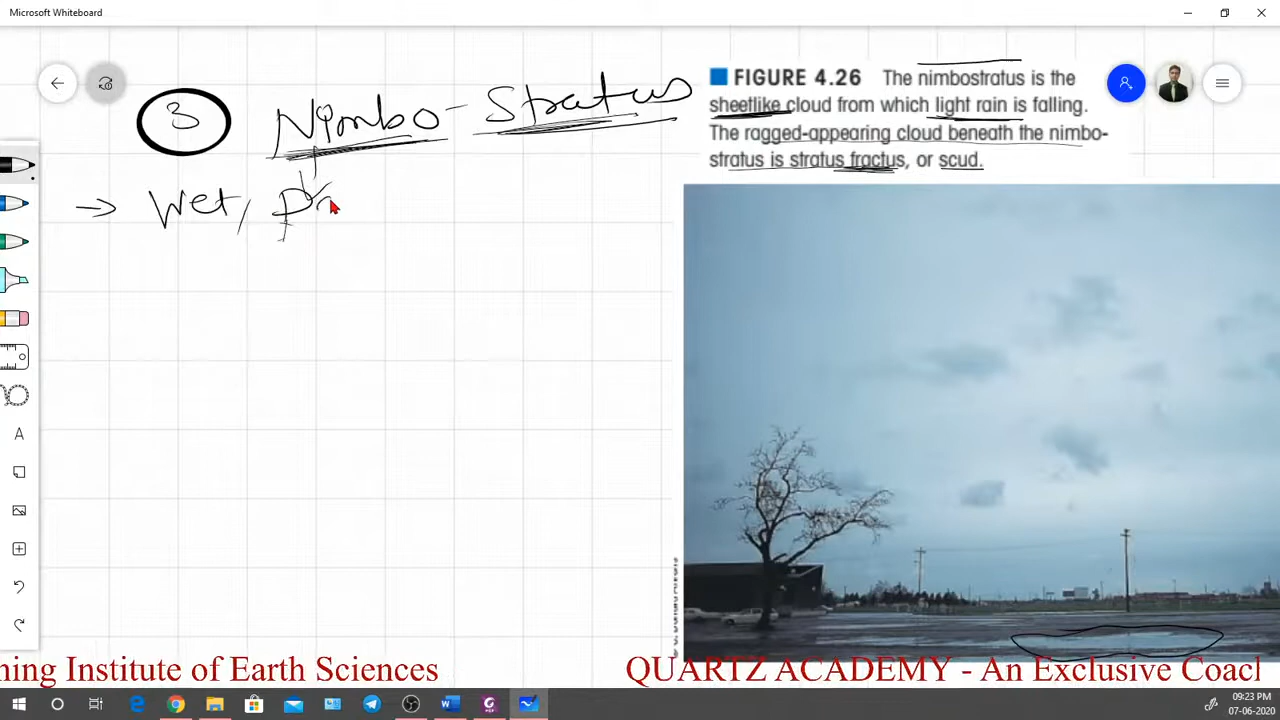 Microsoft Whiteboard
3 Nimbo-Stratus
→ Wet, Pr
FIGURE 4.26 The nimbostratus is the
sheetlike cloud from which light rain is falling.
The ragged-appearing cloud beneath the nimbo-
stratus is stratus fractus, or scud.
A
ning Institute of Earth Sciences QUARTZ ACADEMY - An Exclusive Coacl
09:23 PM
07-06-2020